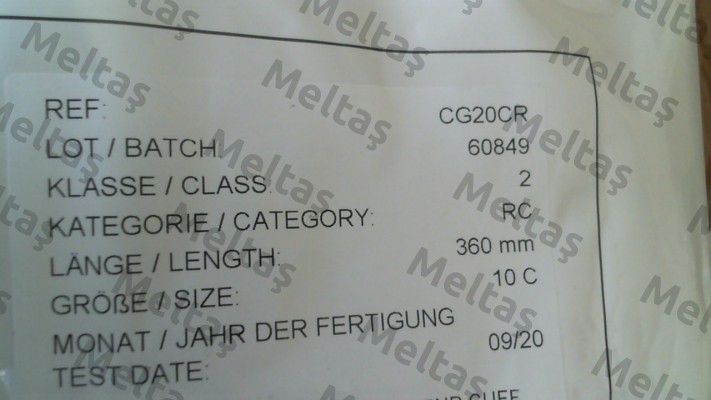 REF: CG20CR
LOT / BATCH: 60849
KLASSE / CLASS: 2
KATEGORIE / CATEGORY: RC
LÄNGE / LENGTH: 360 mm
GRÖßE / SIZE: 10 C
MONAT / JAHR DER FERTIGUNG 09/20
TEST DATE:
CUFF
Meltaş